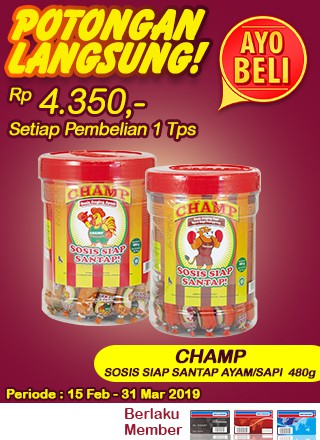 POTONGAN
LANGSUNG!
AYO
BELI
Rp 4.350,-
Setiap Pembelian 1 Tps
CHAMP
CHAMP
SOSIS SIAP
SANTAP!
CHAMP
SOSIS SIAP
SANTAP!
CHAMP
SOSIS SIAP SANTAP AYAM/SAPI 480g
Periode : 15 Feb - 31 Mar 2019
Berlaku
Member